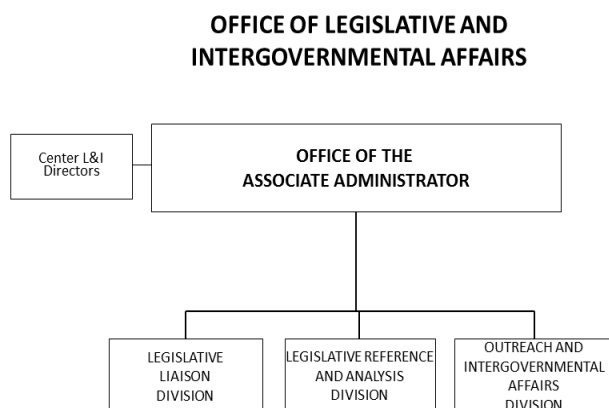 OFFICE OF LEGISLATIVE AND
INTERGOVERNMENTAL AFFAIRS
Center L&I
Directors
OFFICE OF THE
ASSOCIATE ADMINISTRATOR
LEGISLATIVE
LIAISON
DIVISION
LEGISLATIVE REFERENCE
AND ANALYSIS
DIVISION
OUTREACH AND
INTERGOVERNMENTAL
AFFAIRS
DIVISION